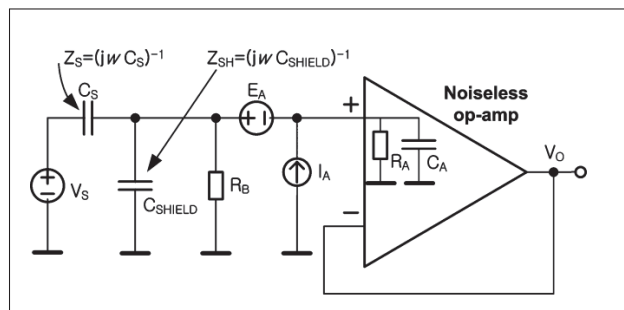 Z_S=(jw C_S)^–1
Z_SH=(jw C_SHIELD)^–1
C_S
E_A
Noiseless
op-amp
+
+ –
V_O
+
–
V_S
C_SHIELD
R_B
I_A
R_A
C_A
–